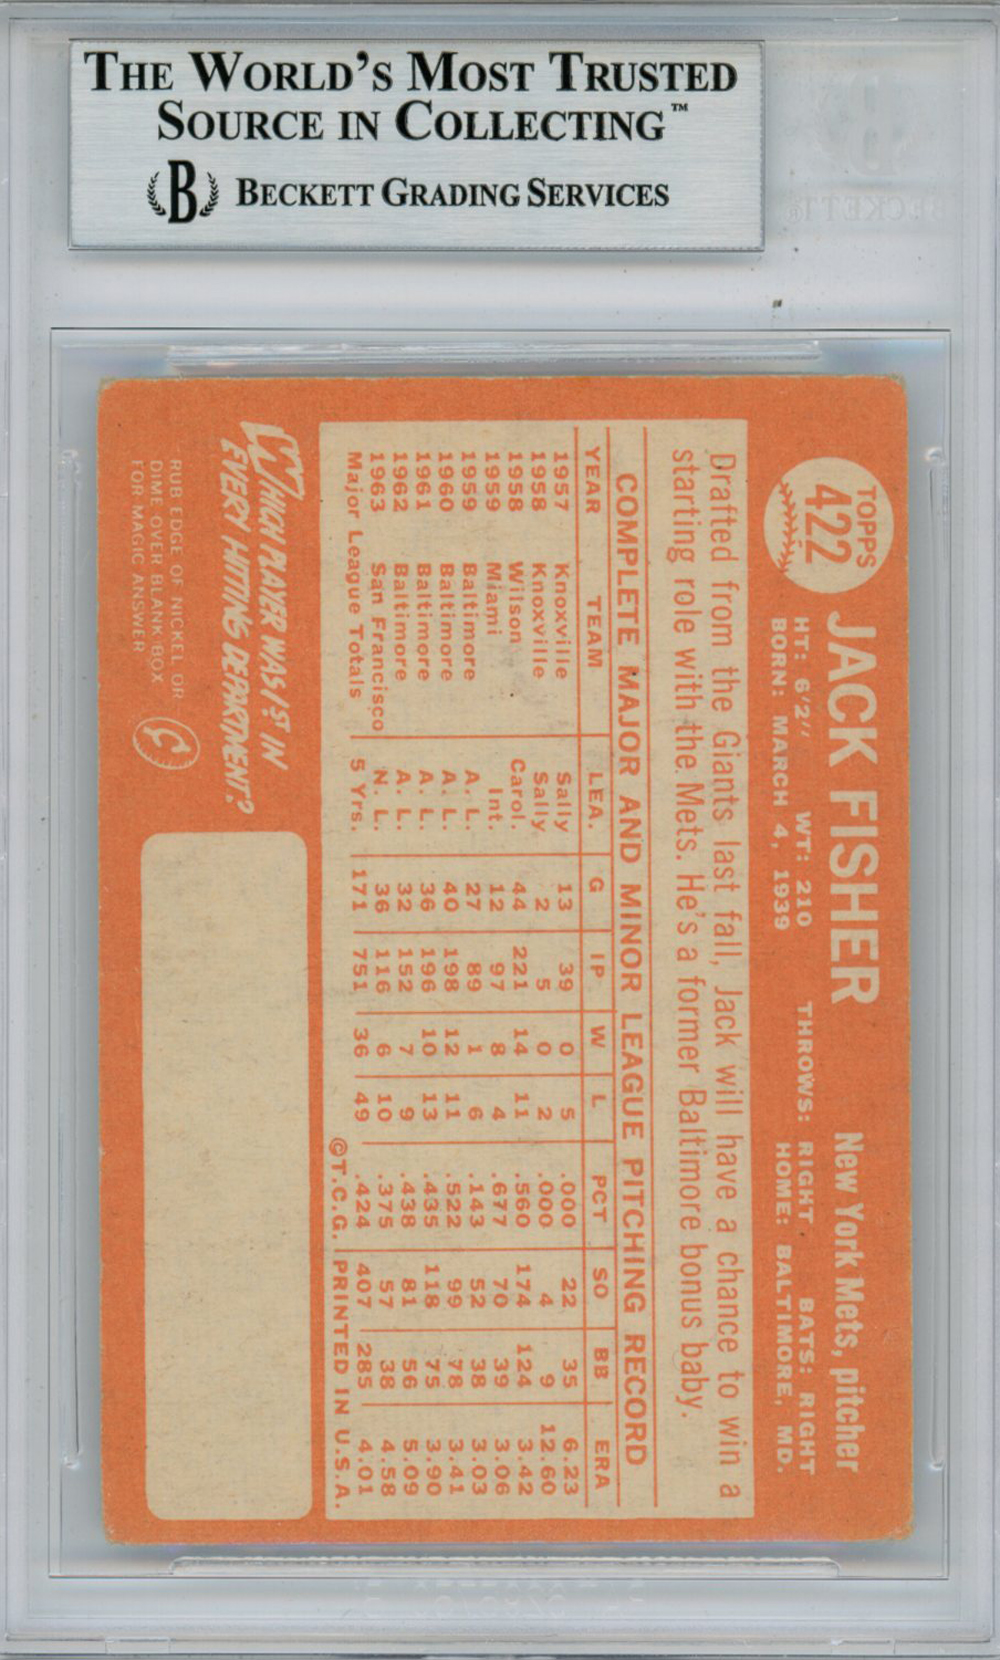 THE WORLD'S MOST TRUSTED
SOURCE IN COLLECTING™
B BECKETT GRADING SERVICES
TOPPS
422
JACK FISHER New York Mets, pitcher
HT: 6'2" WT: 210 THROWS: RIGHT BATS: RIGHT
BORN: MARCH 4, 1939 HOME: BALTIMORE, MD.
Drafted from the Giants last fall, Jack will have a chance to win a
starting role with the Mets. He's a former Baltimore bonus baby.
COMPLETE MAJOR AND MINOR LEAGUE PITCHING RECORD
YEAR TEAM LEA. G IP W L PCT SO BB ERA
1957 Knoxville Sally 13 39 0 5 .000 22 35 6.23
1958 Knoxville Sally 2 5 0 2 .000 4 9 12.60
1958 Wilson Carol. 44 221 14 11 .560 174 124 3.42
1959 Miami Int. 12 97 8 4 .677 70 39 3.06
1959 Baltimore A. L. 27 89 1 6 .143 52 38 3.03
1960 Baltimore A. L. 40 198 12 11 .522 99 78 3.41
1961 Baltimore A. L. 36 196 10 13 .435 118 75 3.90
1962 Baltimore A. L. 32 152 7 9 .438 81 56 5.09
1963 San Francisco N. L. 36 116 6 10 .375 57 38 4.58
Major League Totals 5 Yrs. 171 751 36 49 .424 407 285 4.01
©T.C.G. PRINTED IN U.S.A.
WHICH PLAYER WAS 1ST IN
EVERY HITTING DEPARTMENT?
RUB EDGE OF NICKEL OR
DIME OVER BLANK BOX
FOR MAGIC ANSWER